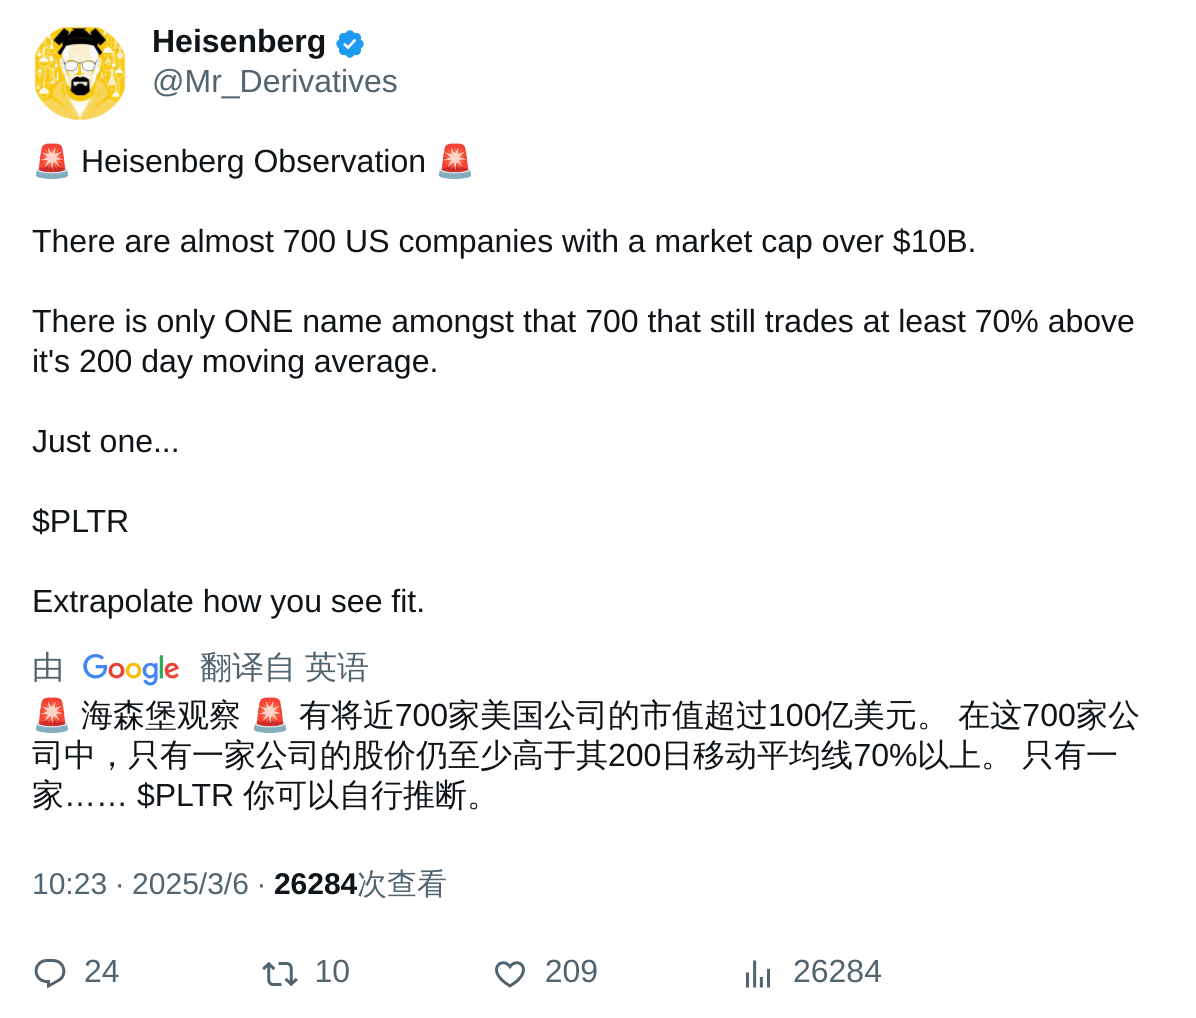 Heisenberg
@Mr_Derivatives
🚨 Heisenberg Observation 🚨
There are almost 700 US companies with a market cap over $10B.
There is only ONE name amongst that 700 that still trades at least 70% above
it's 200 day moving average.
Just one...
$PLTR
Extrapolate how you see fit.
由 Google 翻译自 英语
🚨 海森堡观察 🚨 有将近700家美国公司的市值超过100亿美元。 在这700家公
司中，只有一家公司的股价仍至少高于其200日移动平均线70%以上。 只有一
家…… $PLTR 你可以自行推断。
10:23 · 2025/3/6 · 26284次查看
24 10 209 26284